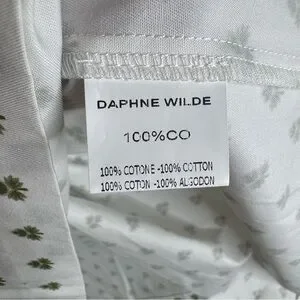 DAPHNE WILDE
100%CO
100% COTONE -100% COTTON
100% COTON -100% ALGODON